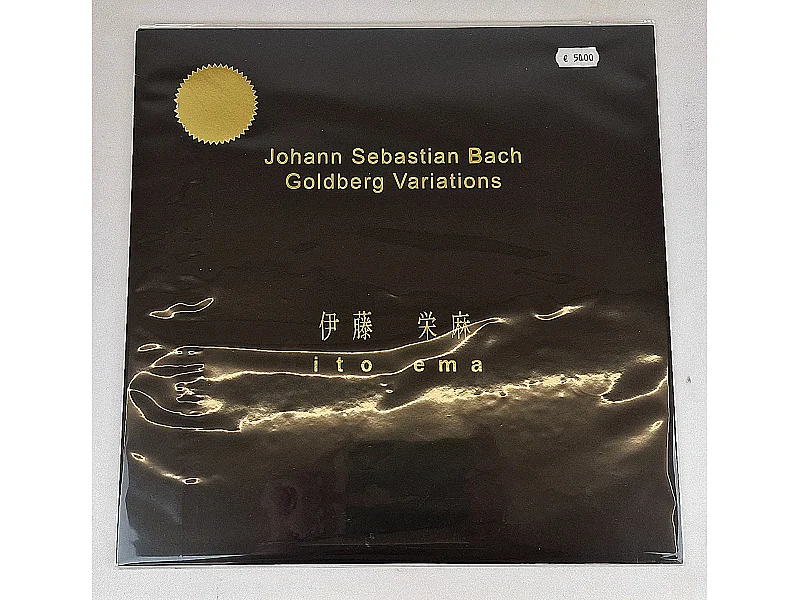 € 50.00
Johann Sebastian Bach
Goldberg Variations
伊藤 栄麻
ito ema